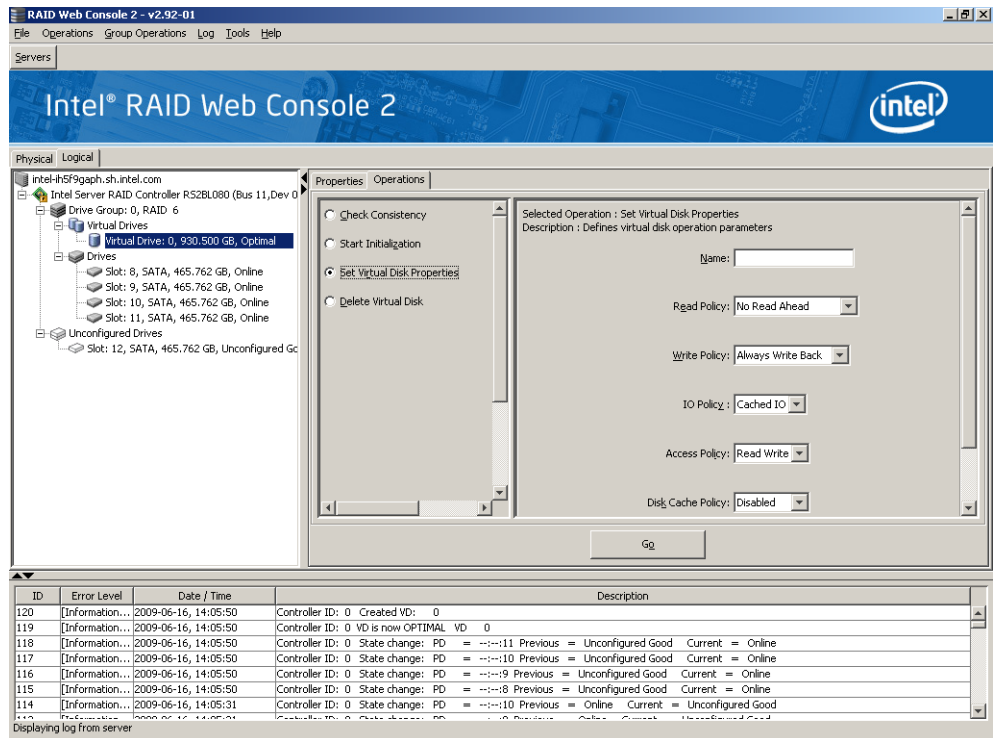 RAID Web Console 2 - v2.92-01
File Operations Group Operations Log Tools Help
Servers
Intel® RAID Web Console 2
intel
Physical Logical
intel-ih5f9gaph.sh.intel.com
Intel Server RAID Controller RS2BL080 (Bus 11,Dev 0
Drive Group: 0, RAID 6
Virtual Drives
Virtual Drive: 0, 930.500 GB, Optimal
Drives
Slot: 8, SATA, 465.762 GB, Online
Slot: 9, SATA, 465.762 GB, Online
Slot: 10, SATA, 465.762 GB, Online
Slot: 11, SATA, 465.762 GB, Online
Unconfigured Drives
Slot: 12, SATA, 465.762 GB, Unconfigured Gc
Properties Operations
Check Consistency
Start Initialization
Set Virtual Disk Properties
Delete Virtual Disk
Selected Operation : Set Virtual Disk Properties
Description : Defines virtual disk operation parameters
Name:
Read Policy: No Read Ahead
Write Policy: Always Write Back
IO Policy : Cached IO
Access Policy: Read Write
Disk Cache Policy: Disabled
Go
ID Error Level Date / Time Description
120 [Information... 2009-06-16, 14:05:50 Controller ID: 0 Created VD: 0
119 [Information... 2009-06-16, 14:05:50 Controller ID: 0 VD is now OPTIMAL VD 0
118 [Information... 2009-06-16, 14:05:50 Controller ID: 0 State change: PD = --:--:11 Previous = Unconfigured Good Current = Online
117 [Information... 2009-06-16, 14:05:50 Controller ID: 0 State change: PD = --:--:10 Previous = Unconfigured Good Current = Online
116 [Information... 2009-06-16, 14:05:50 Controller ID: 0 State change: PD = --:--:9 Previous = Unconfigured Good Current = Online
115 [Information... 2009-06-16, 14:05:50 Controller ID: 0 State change: PD = --:--:8 Previous = Unconfigured Good Current = Online
114 [Information... 2009-06-16, 14:05:31 Controller ID: 0 State change: PD = --:--:10 Previous = Online Current = Unconfigured Good
Displaying log from server